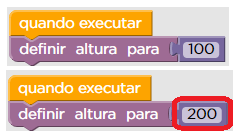 quando executar
definir altura para 100
quando executar
definir altura para 200